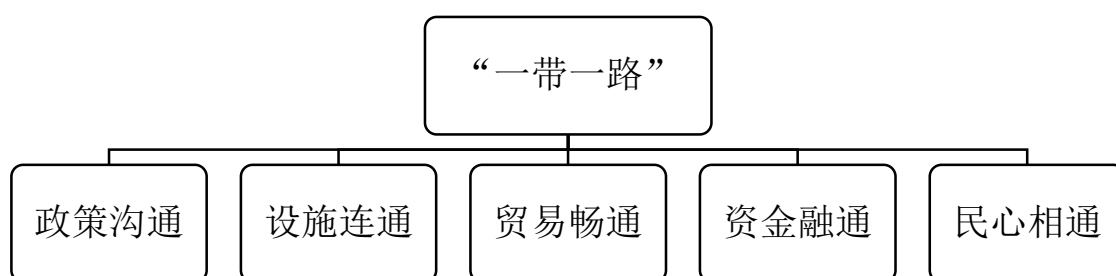 “一带一路”
政策沟通
设施连通
贸易畅通
资金融通
民心相通